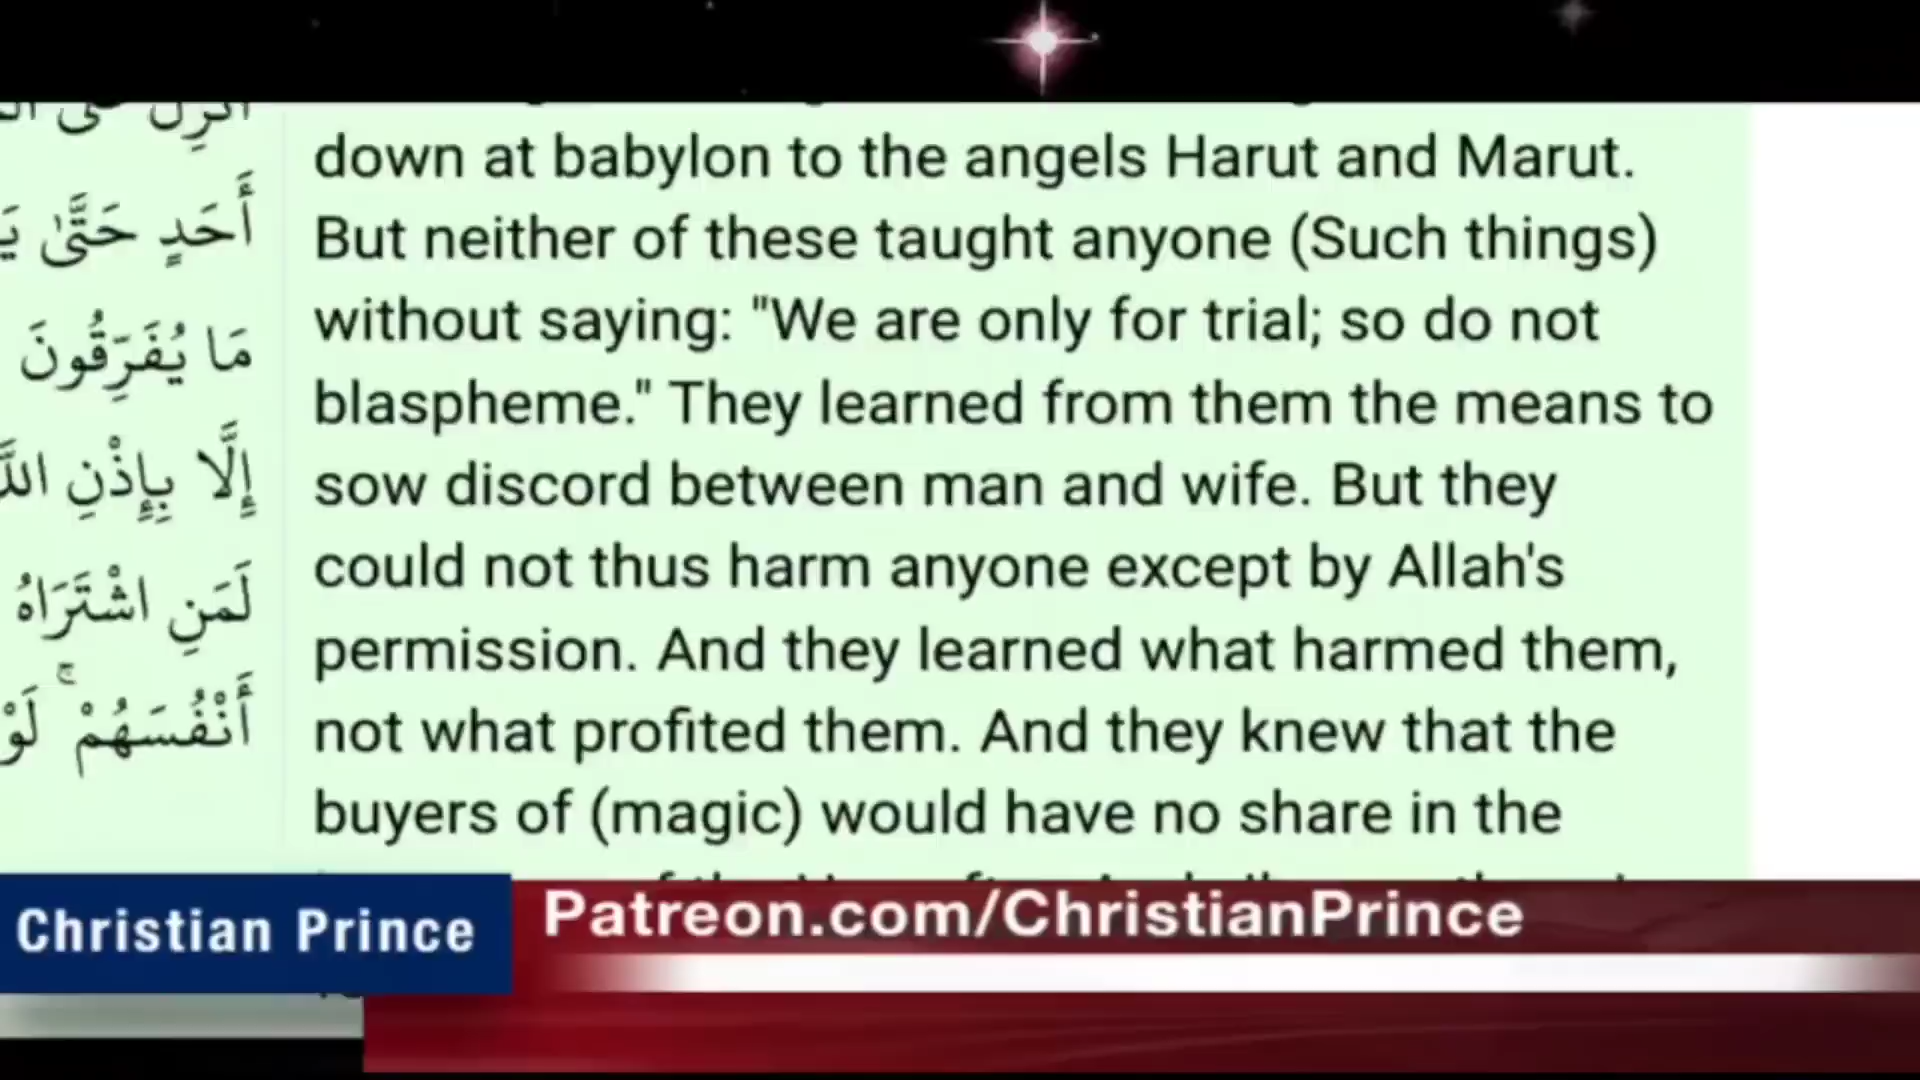 أُنْزِلَ عَلَى
أَحَدٍ حَتَّىٰ
مَا يُفَرِّقُونَ
إِلَّا بِإِذْنِ
لَمَنِ اشْتَرَاهُ
أَنْفُسَهُمْ ۚ لَوْ
down at babylon to the angels Harut and Marut.
But neither of these taught anyone (Such things)
without saying: "We are only for trial; so do not
blaspheme." They learned from them the means to
sow discord between man and wife. But they
could not thus harm anyone except by Allah's
permission. And they learned what harmed them,
not what profited them. And they knew that the
buyers of (magic) would have no share in the
Christian Prince
Patreon.com/ChristianPrince